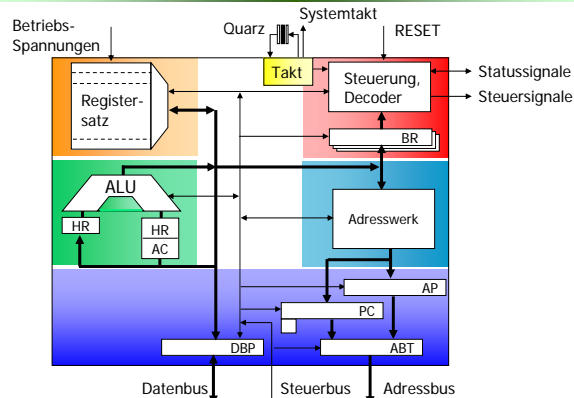 Systemtakt
Betriebs-
Spannungen
Quarz
RESET
Takt
Steuerung,
Decoder
Statussignale
Steuersignale
Register-
satz
BR
ALU
HR
HR
AC
Adresswerk
AP
PC
DBP
ABT
Datenbus
Steuerbus
Adressbus